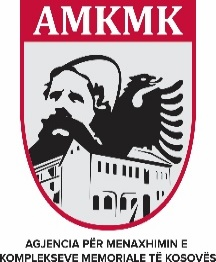 AMKMK
AGJENCIA PËR MENAXHIMIN E
KOMPLEKSEVE MEMORIALE TË KOSOVËS